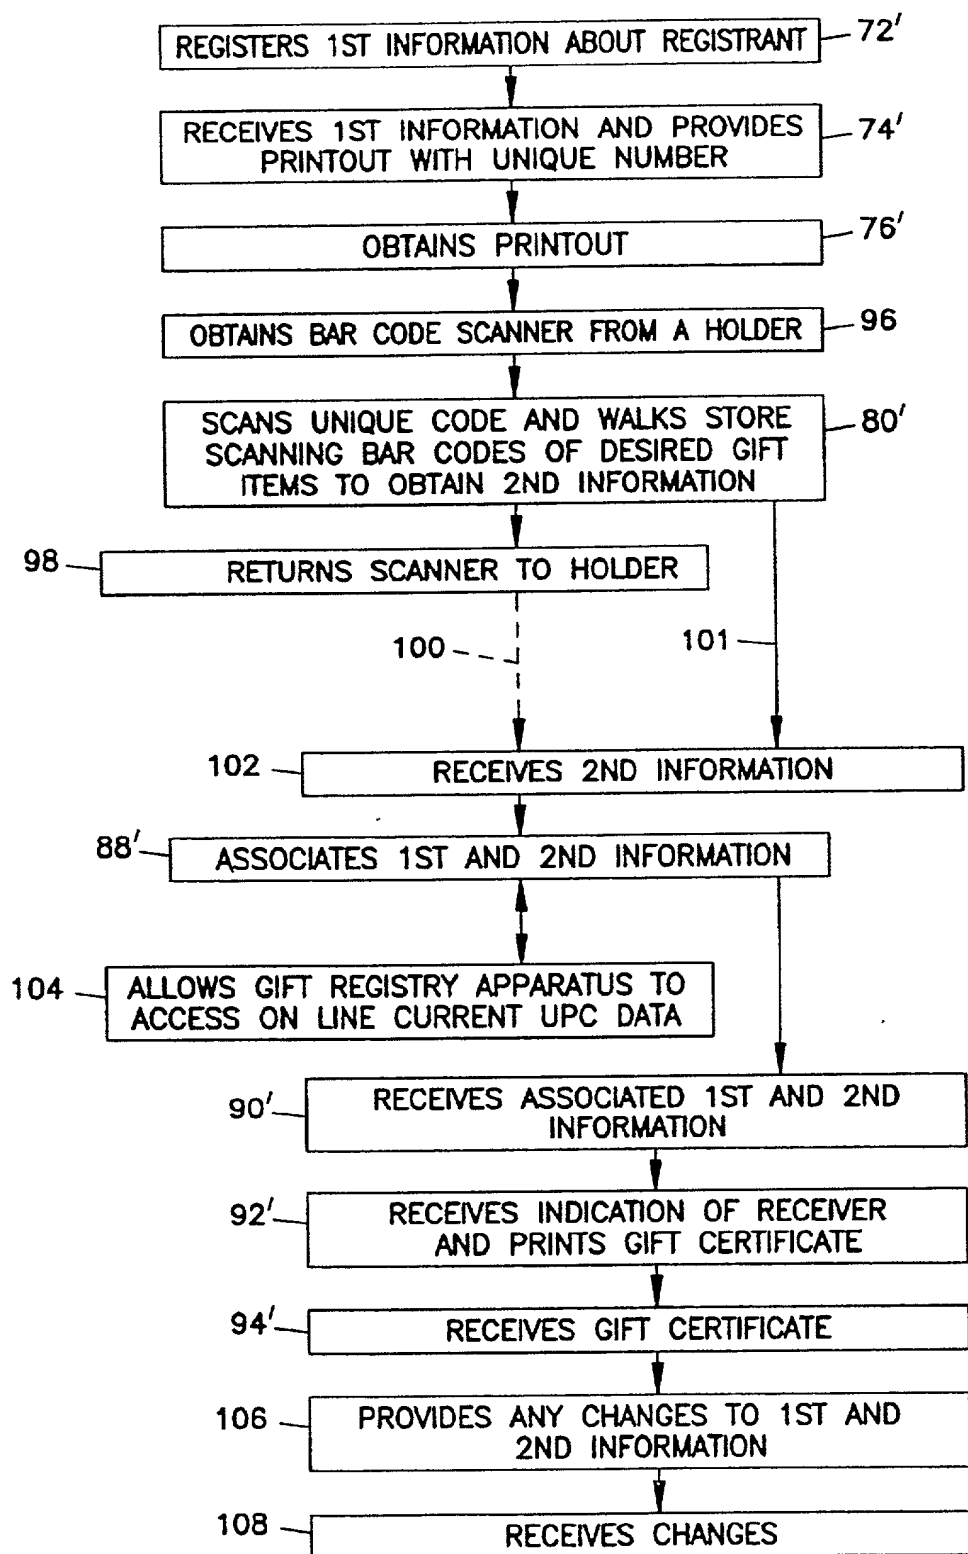 REGISTERS 1ST INFORMATION ABOUT REGISTRANT
72'
RECEIVES 1ST INFORMATION AND PROVIDES
PRINTOUT WITH UNIQUE NUMBER
74'
OBTAINS PRINTOUT
76'
OBTAINS BAR CODE SCANNER FROM A HOLDER
96
SCANS UNIQUE CODE AND WALKS STORE
SCANNING BAR CODES OF DESIRED GIFT
ITEMS TO OBTAIN 2ND INFORMATION
80'
98
RETURNS SCANNER TO HOLDER
100
101
102
RECEIVES 2ND INFORMATION
88'
ASSOCIATES 1ST AND 2ND INFORMATION
104
ALLOWS GIFT REGISTRY APPARATUS TO
ACCESS ON LINE CURRENT UPC DATA
90'
RECEIVES ASSOCIATED 1ST AND 2ND
INFORMATION
92'
RECEIVES INDICATION OF RECEIVER
AND PRINTS GIFT CERTIFICATE
94'
RECEIVES GIFT CERTIFICATE
106
PROVIDES ANY CHANGES TO 1ST AND
2ND INFORMATION
108
RECEIVES CHANGES